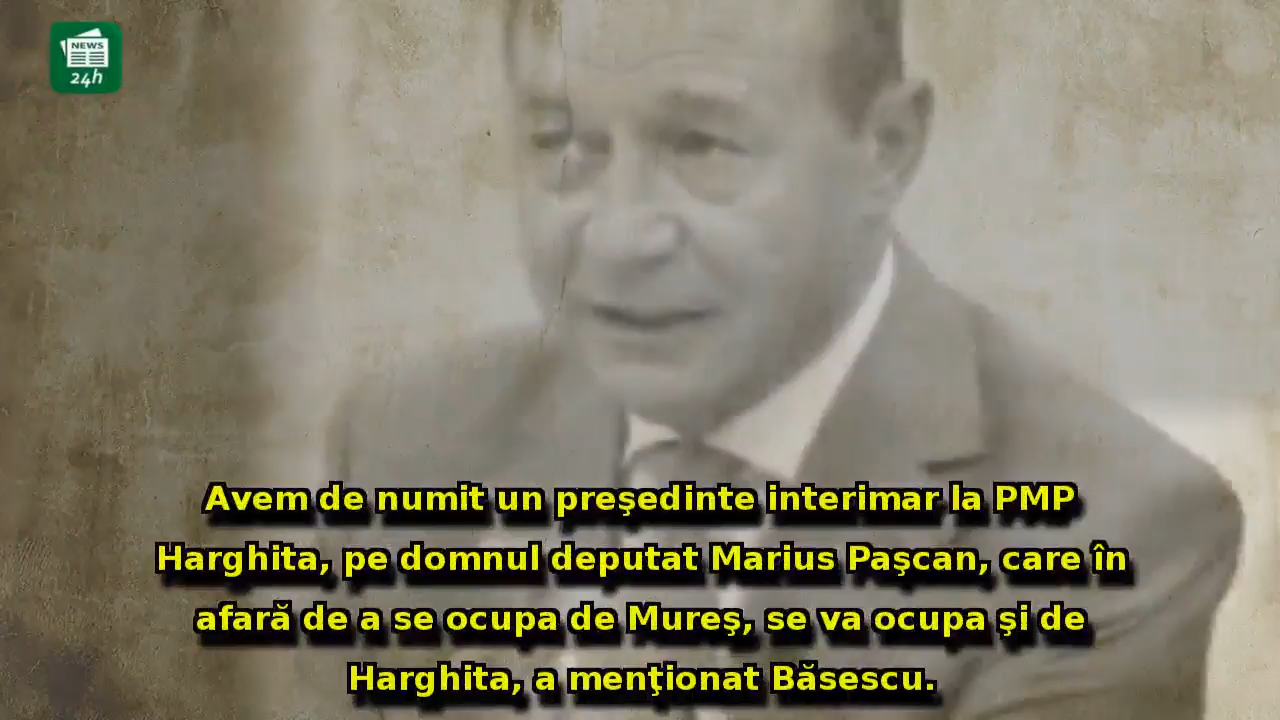 NEWS
24h
Avem de numit un preşedinte interimar la PMP
Harghita, pe domnul deputat Marius Paşcan, care în
afară de a se ocupa de Mureş, se va ocupa şi de
Harghita, a menţionat Băsescu.